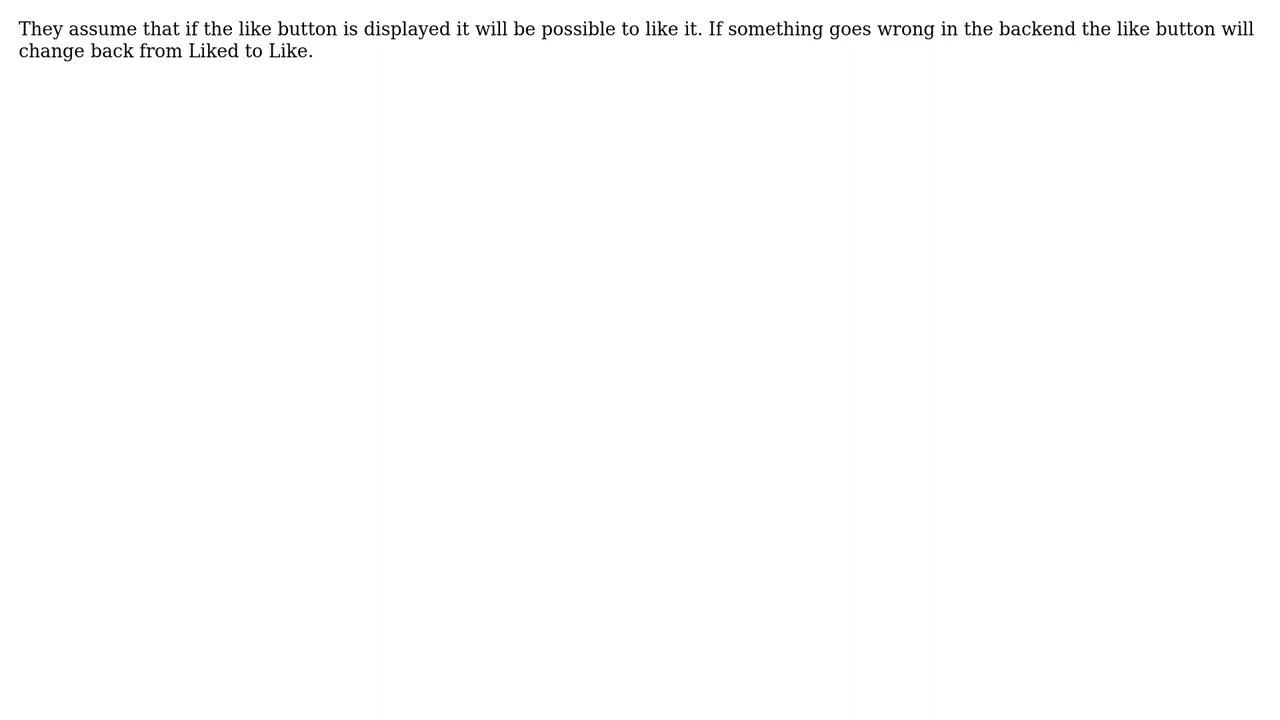 They assume that if the like button is displayed it will be possible to like it. If something goes wrong in the backend the like button will
change back from Liked to Like.